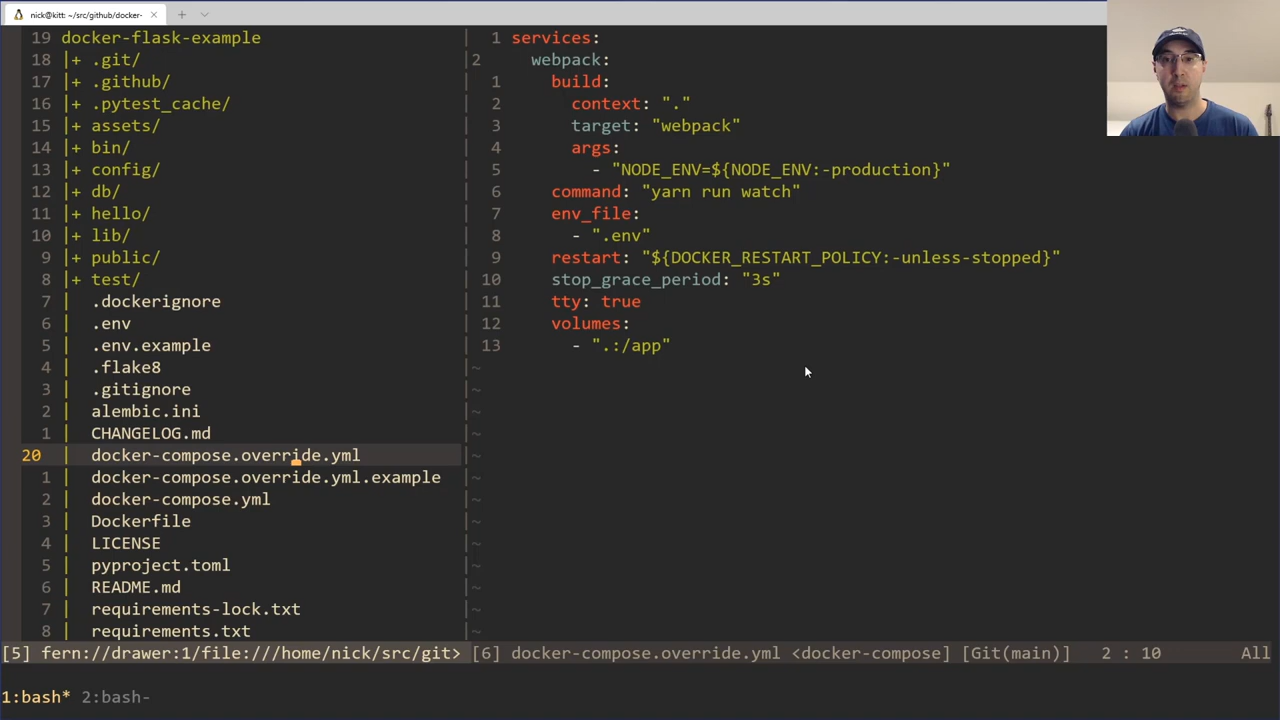 nick@kitt: ~/src/github/docker-
19 docker-flask-example
18 |+ .git/
17 |+ .github/
16 |+ .pytest_cache/
15 |+ assets/
14 |+ bin/
13 |+ config/
12 |+ db/
11 |+ hello/
10 |+ lib/
9 |+ public/
8 |+ test/
7 | .dockerignore
6 | .env
5 | .env.example
4 | .flake8
3 | .gitignore
2 | alembic.ini
1 | CHANGELOG.md
20 | docker-compose.override.yml
1 | docker-compose.override.yml.example
2 | docker-compose.yml
3 | Dockerfile
4 | LICENSE
5 | pyproject.toml
6 | README.md
7 | requirements-lock.txt
8 | requirements.txt
1 services:
2 webpack:
1 build:
2 context: "."
3 target: "webpack"
4 args:
5 - "NODE_ENV=${NODE_ENV:-production}"
6 command: "yarn run watch"
7 env_file:
8 - ".env"
9 restart: "${DOCKER_RESTART_POLICY:-unless-stopped}"
10 stop_grace_period: "3s"
11 tty: true
12 volumes:
13 - ".:/app"
[5] fern://drawer:1/file:///home/nick/src/git> [6] docker-compose.override.yml <docker-compose] [Git(main)] 2 : 10 All
1:bash* 2:bash-